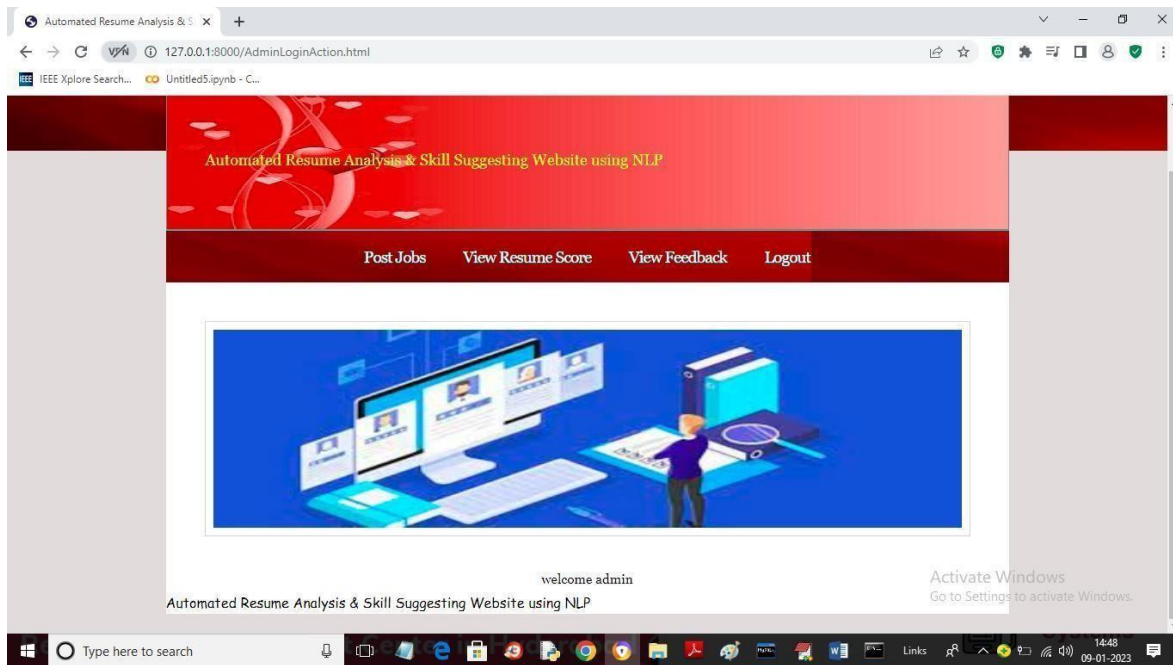 Automated Resume Analysis & S
127.0.0.1:8000/AdminLoginAction.html
IEEE Xplore Search... Untitled5.ipynb - C...
Automated Resume Analysis & Skill Suggesting Website using NLP
Post Jobs View Resume Score View Feedback Logout
welcome admin
Automated Resume Analysis & Skill Suggesting Website using NLP
Activate Windows
Go to Settings to activate Windows.
Type here to search
Links
14:48
09-01-2023